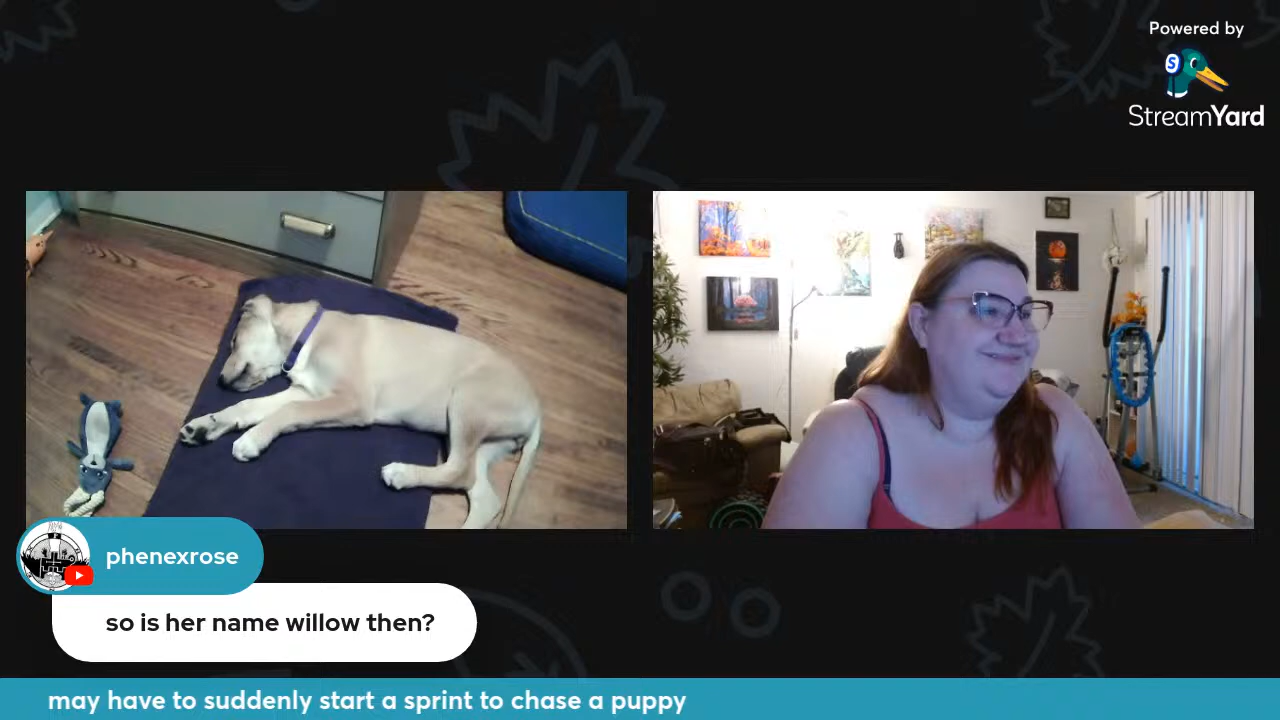 Powered by
StreamYard
phenexrose
so is her name willow then?
may have to suddenly start a sprint to chase a puppy